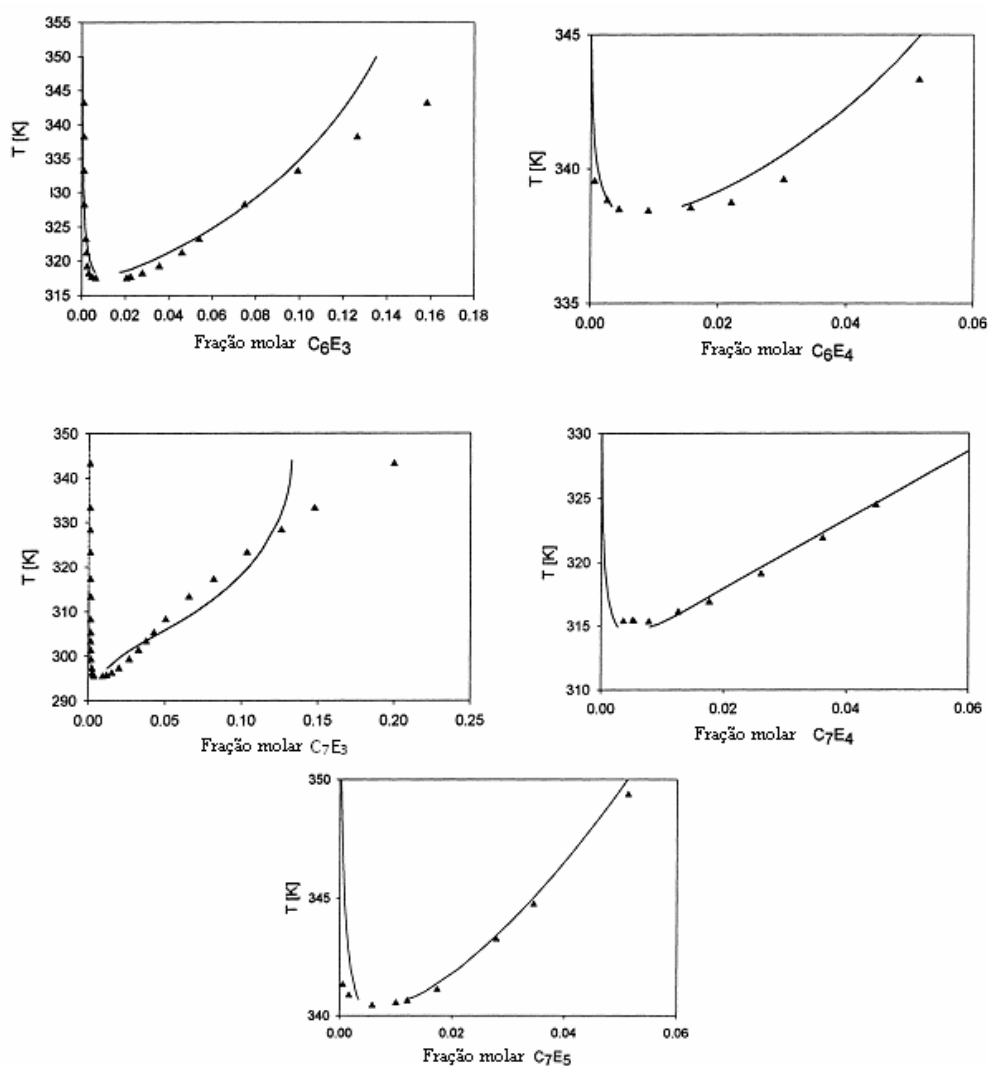 355
350
345
340
335
I30
325
320
315
T [K]
0.00 0.02 0.04 0.06 0.08 0.10 0.12 0.14 0.16 0.18
Fração molar C₆E₃
345
340
335
T [K]
0.00 0.02 0.04 0.06
Fração molar C₆E₄
350
340
330
320
310
300
290
T [K]
0.00 0.05 0.10 0.15 0.20 0.25
Fração molar C₇E₃
330
325
320
315
310
T [K]
0.00 0.02 0.04 0.06
Fração molar C₇E₄
350
345
340
T [K]
0.00 0.02 0.04 0.06
Fração molar C₇E₅